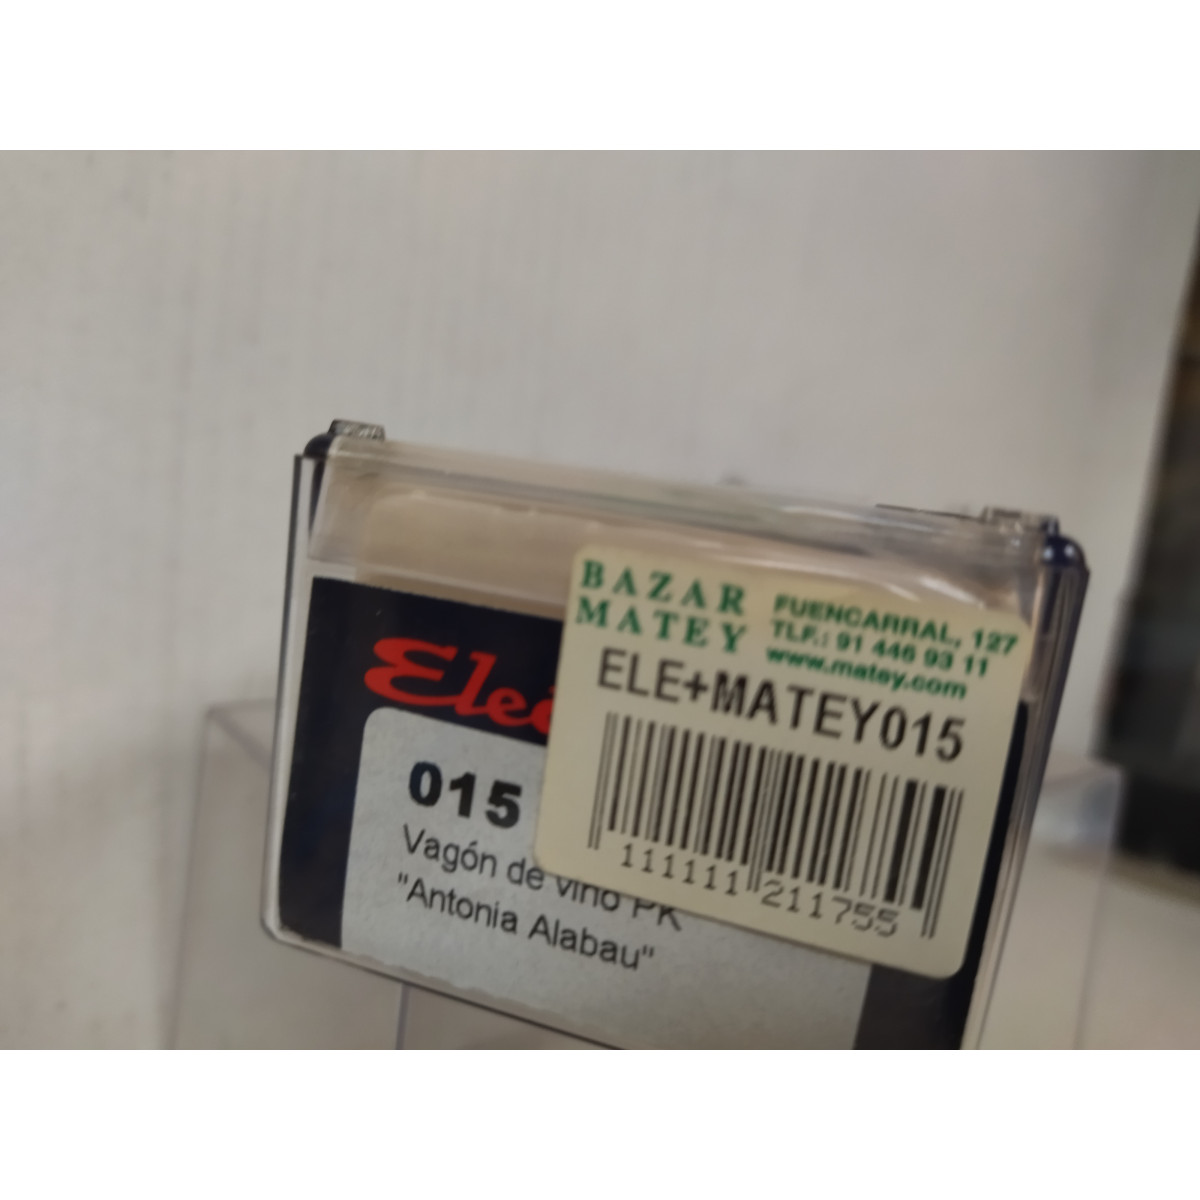 BAZAR
MATEY
FUENCARRAL, 127
TLF.: 91 446 93 11
www.matey.com
ELE+MATEY015
111111 211755
015
Vagón de vino PK
"Antonia Alabau"